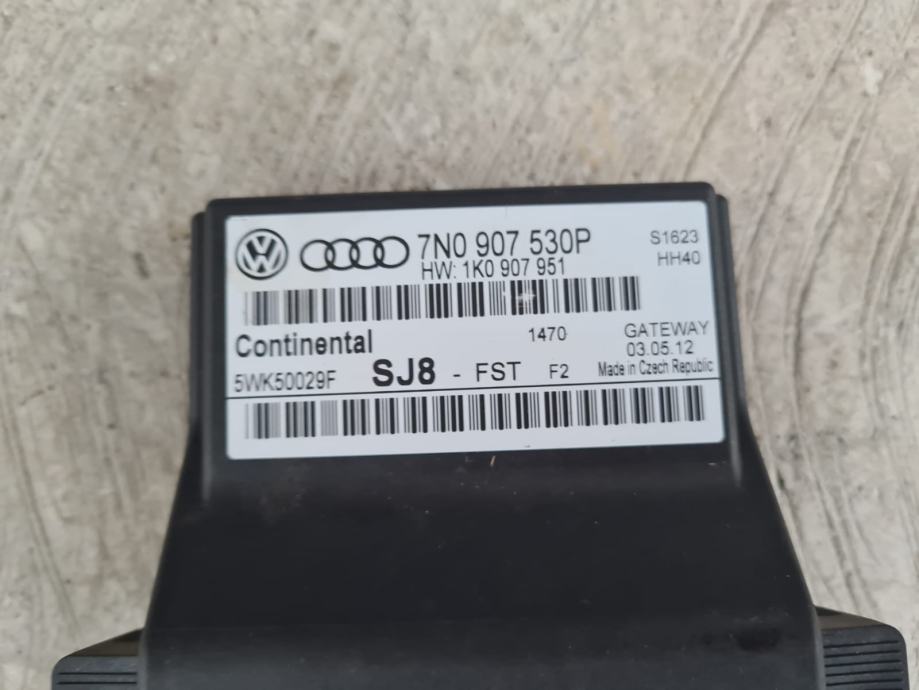 7N0 907 530P S1623
HW: 1K0 907 951 HH40
Continental 1470 GATEWAY
03.05.12
5WK50029F SJ8 - FST F2 Made in Czech Republic